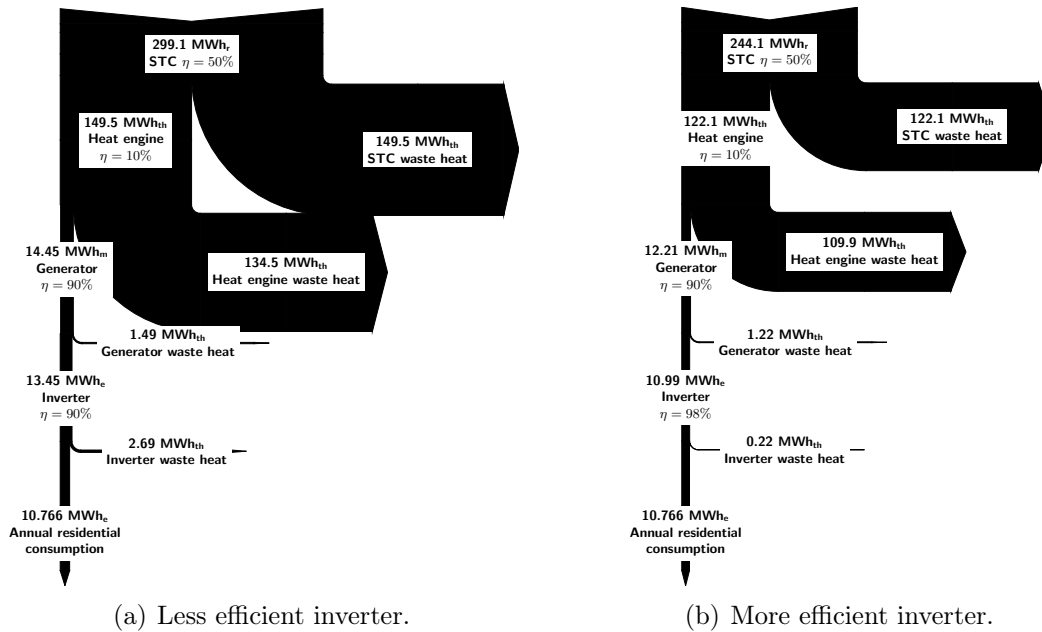 299.1 MWhr
STC η = 50%
149.5 MWhth
Heat engine
η = 10%
149.5 MWhth
STC waste heat
14.45 MWhm
Generator
η = 90%
134.5 MWhth
Heat engine waste heat
1.49 MWhth
Generator waste heat
13.45 MWhe
Inverter
η = 90%
2.69 MWhth
Inverter waste heat
10.766 MWhe
Annual residential
consumption
(a) Less efficient inverter.
244.1 MWhr
STC η = 50%
122.1 MWhth
Heat engine
η = 10%
122.1 MWhth
STC waste heat
12.21 MWhm
Generator
η = 90%
109.9 MWhth
Heat engine waste heat
1.22 MWhth
Generator waste heat
10.99 MWhe
Inverter
η = 98%
0.22 MWhth
Inverter waste heat
10.766 MWhe
Annual residential
consumption
(b) More efficient inverter.